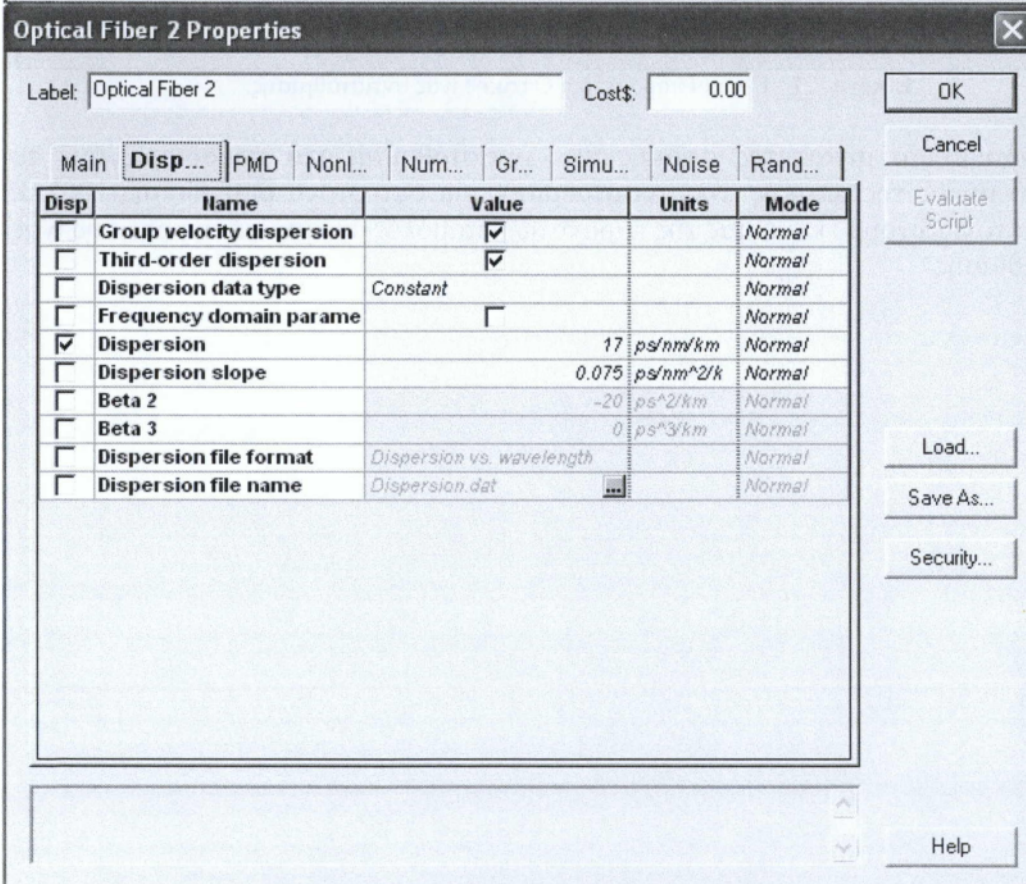 Optical Fiber 2 Properties
Label: Optical Fiber 2 Cost$: 0.00 OK
Cancel
Main Disp... PMD Nonl... Num... Gr... Simu... Noise Rand...
Evaluate Script
Disp Name Value Units Mode
Group velocity dispersion Normal
Third-order dispersion Normal
Dispersion data type Constant Normal
Frequency domain parame Normal
Dispersion 17 ps/nm/km Normal
Dispersion slope 0.075 ps/nm^2/k Normal
Beta 2 -20 ps^2/km Normal
Beta 3 0 ps^3/km Normal
Dispersion file format Dispersion vs. wavelength Normal
Dispersion file name Dispersion.dat ... Normal
Load...
Save As...
Security...
Help